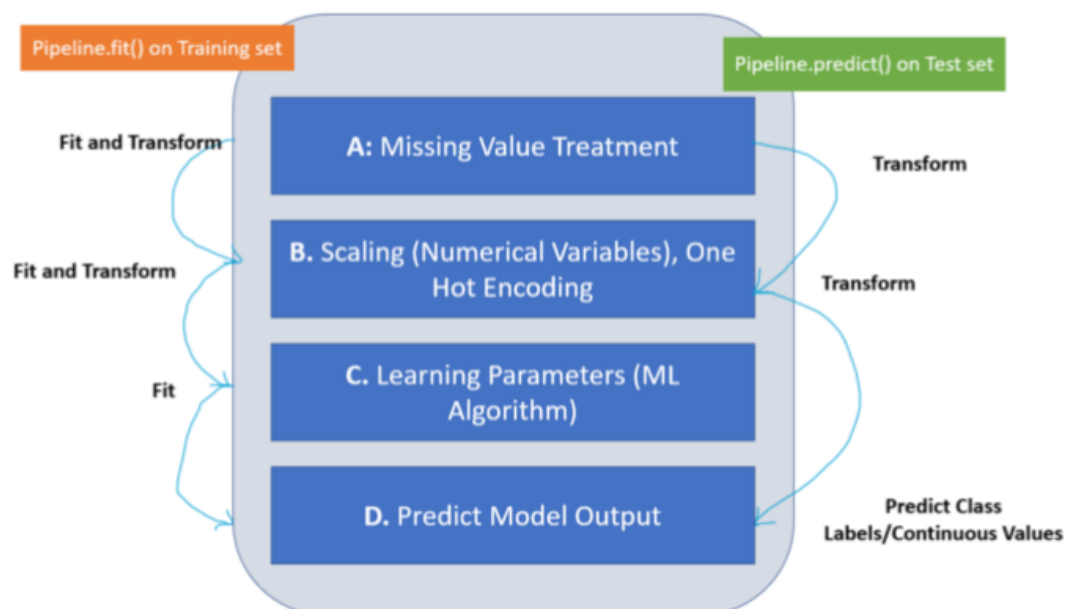 Pipeline.fit() on Training set
Pipeline.predict() on Test set
Fit and Transform
A: Missing Value Treatment
Transform
Fit and Transform
B. Scaling (Numerical Variables), One
Hot Encoding
Transform
Fit
C. Learning Parameters (ML
Algorithm)
D. Predict Model Output
Predict Class
Labels/Continuous Values